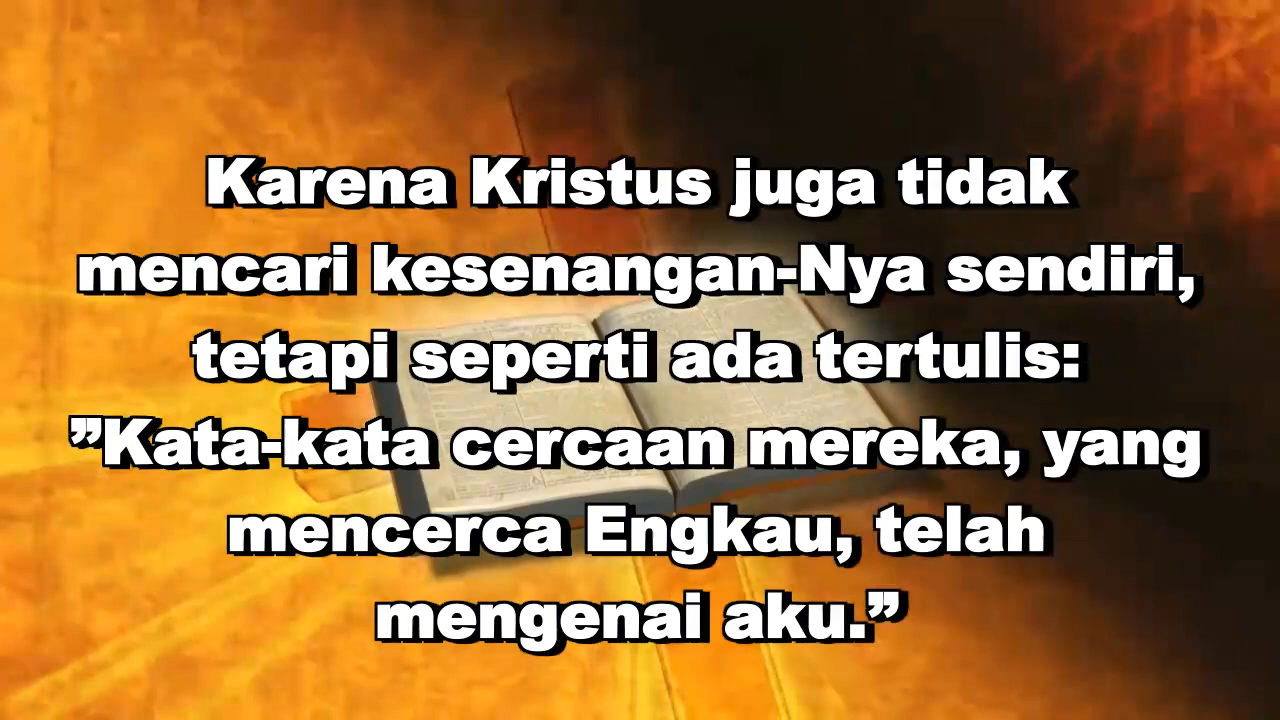 Karena Kristus juga tidak
mencari kesenangan-Nya sendiri,
tetapi seperti ada tertulis:
”Kata-kata cercaan mereka, yang
mencerca Engkau, telah
mengenai aku.”